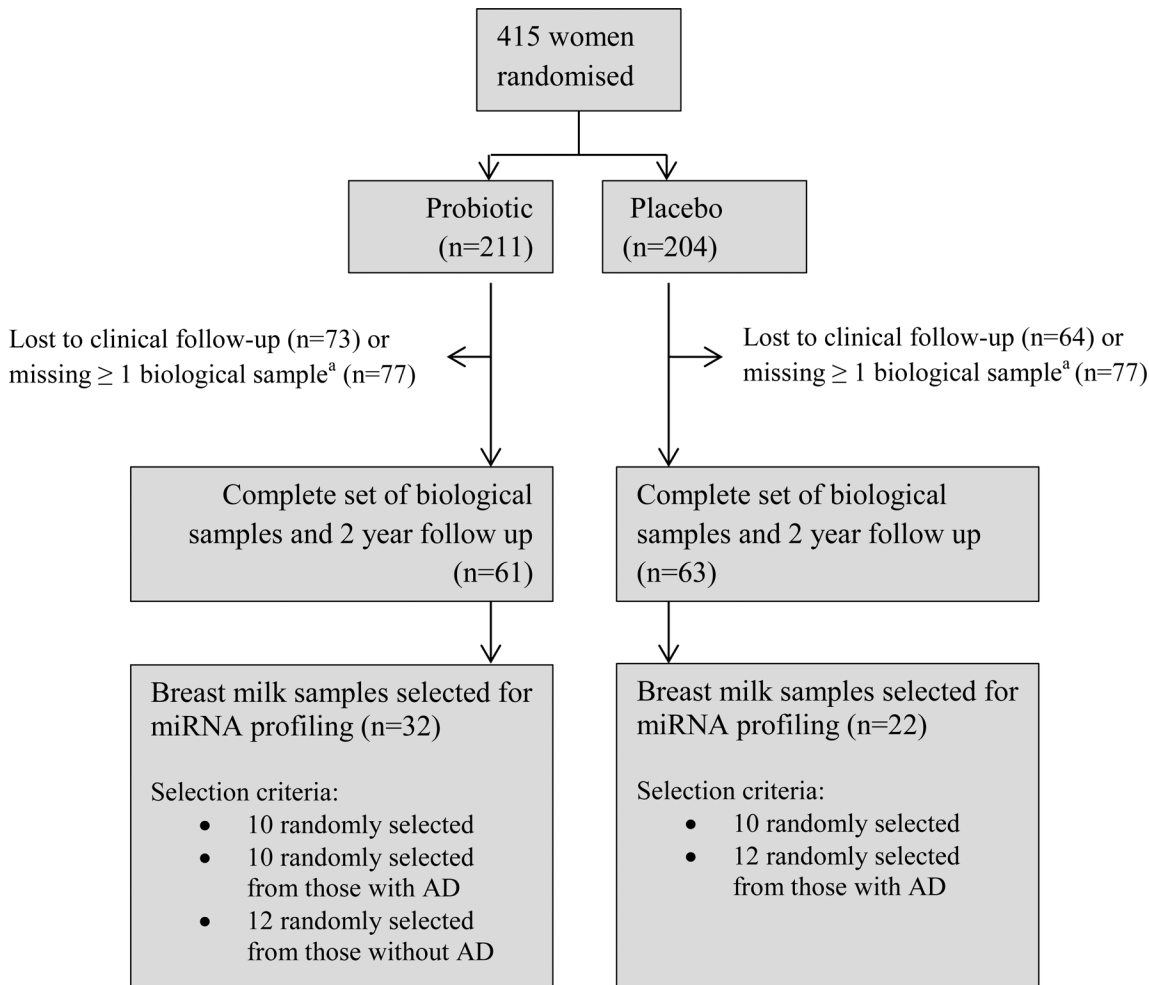 415 women
randomised
Probiotic
(n=211)
Placebo
(n=204)
Lost to clinical follow-up (n=73) or
missing ≥ 1 biological sampleᵃ (n=77)
Lost to clinical follow-up (n=64) or
missing ≥ 1 biological sampleᵃ (n=77)
Complete set of biological
samples and 2 year follow up
(n=61)
Complete set of biological
samples and 2 year follow up
(n=63)
Breast milk samples selected for
miRNA profiling (n=32)
Selection criteria:
• 10 randomly selected
• 10 randomly selected
from those with AD
• 12 randomly selected
from those without AD
Breast milk samples selected for
miRNA profiling (n=22)
Selection criteria:
• 10 randomly selected
• 12 randomly selected
from those with AD